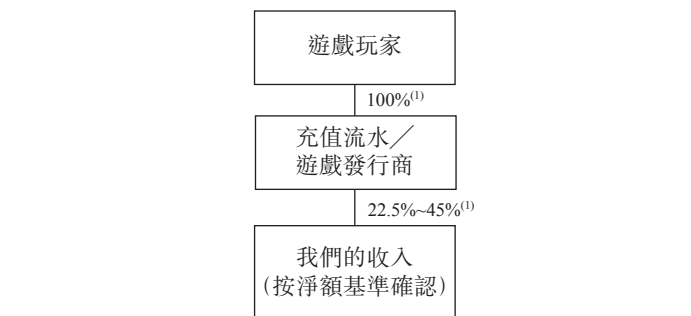 遊戲玩家
100%(1)
充值流水／
遊戲發行商
22.5%~45%(1)
我們的收入
（按淨額基準確認）